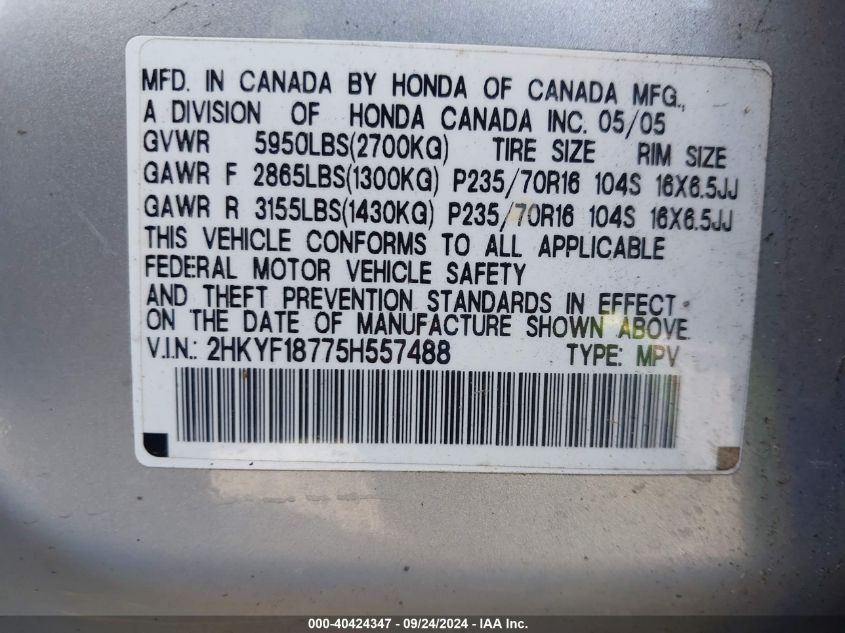 MFD. IN CANADA BY HONDA OF CANADA MFG.,
A DIVISION OF HONDA CANADA INC. 05/05
GVWR 5950LBS(2700KG) TIRE SIZE RIM SIZE
GAWR F 2865LBS(1300KG) P235/70R16 104S 16X6.5JJ
GAWR R 3155LBS(1430KG) P235/70R16 104S 16X6.5JJ
THIS VEHICLE CONFORMS TO ALL APPLICABLE
FEDERAL MOTOR VEHICLE SAFETY
AND THEFT PREVENTION STANDARDS IN EFFECT
ON THE DATE OF MANUFACTURE SHOWN ABOVE.
V.I.N.: 2HKYF18775H557488 TYPE: MPV
000-40424347 - 09/24/2024 - IAA Inc.